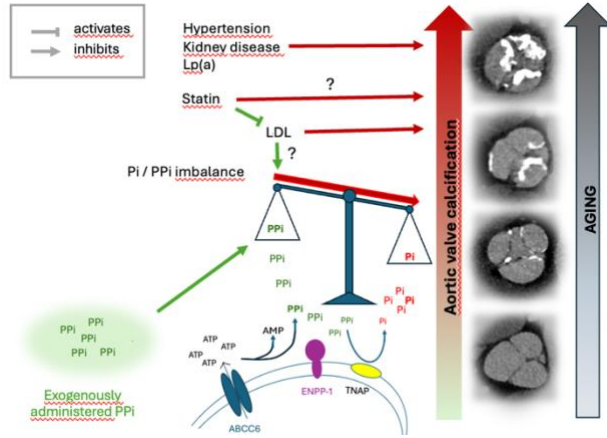 activates
inhibits
Hypertension
Kidney disease
Lp(a)
Statin
?
LDL
?
Pi / PPi imbalance
PPi
Pi
PPi
PPi
PPi
PPi
PPi
PPi
Pi
Pi
Pi
Pi
Pi
PPi
PPi
PPi
PPi
PPi
Exogenously
administered PPi
ATP
ATP
ATP
ATP
ATP
AMP
ABCC6
ENPP-1
TNAP
Aortic valve calcification
AGING